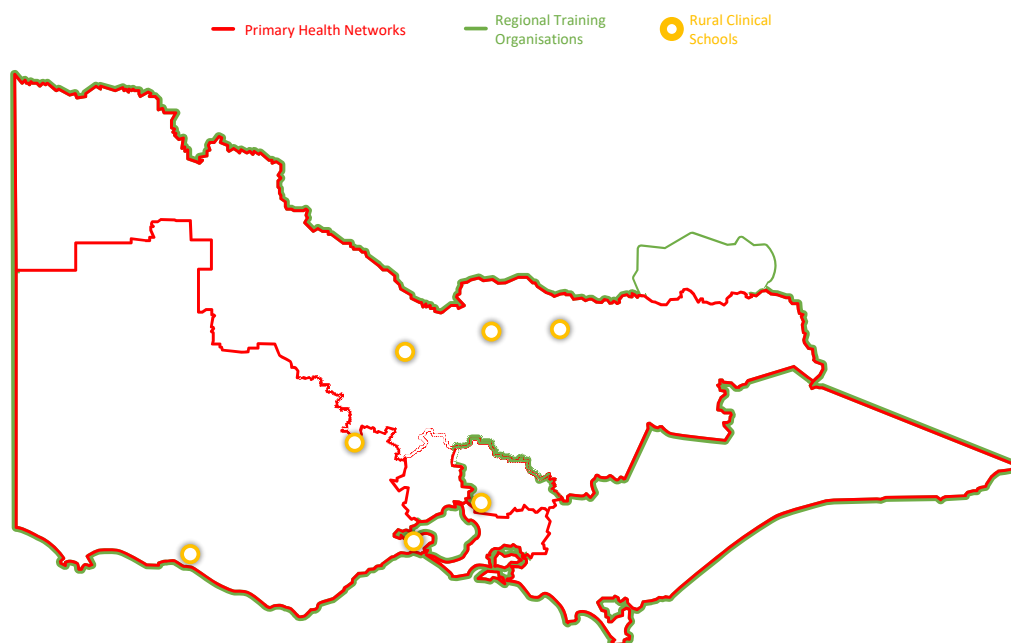 Primary Health Networks
Regional Training
Organisations
Rural Clinical
Schools